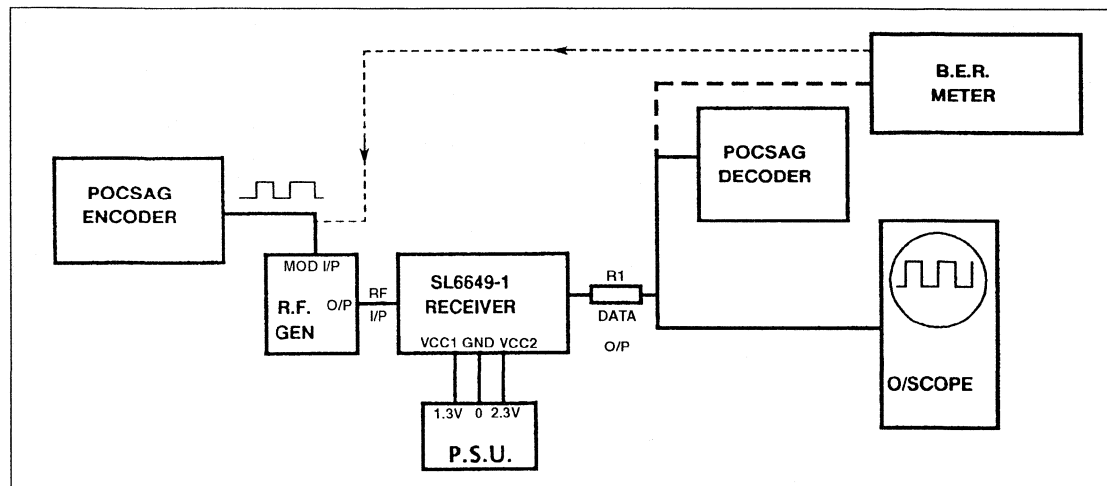 B.E.R.
METER
POCSAG
DECODER
POCSAG
ENCODER
MOD I/P
O/P
R.F.
GEN
RF
I/P
SL6649-1
RECEIVER
VCC1 GND VCC2
R1
DATA
O/P
O/SCOPE
1.3V 0 2.3V
P.S.U.